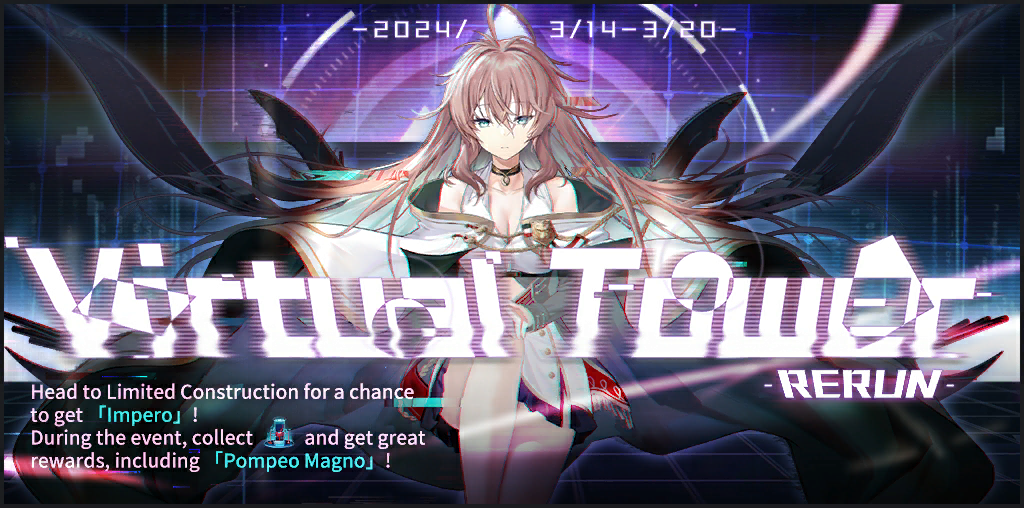 -2024/ 3/14-3/20-
Virtual Tower
-RERUN-
Head to Limited Construction for a chance
to get 「Impero」!
During the event, collect and get great
rewards, including 「Pompeo Magno」!